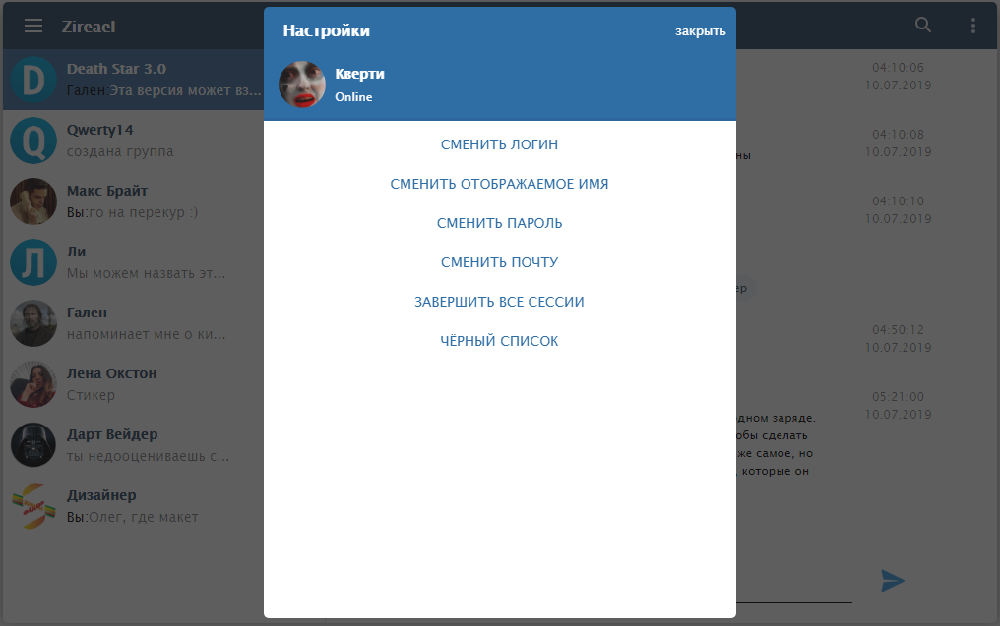 Zireael
Настройки
закрыть
Кверти
Online
СМЕНИТЬ ЛОГИН
СМЕНИТЬ ОТОБРАЖАЕМОЕ ИМЯ
СМЕНИТЬ ПАРОЛЬ
СМЕНИТЬ ПОЧТУ
ЗАВЕРШИТЬ ВСЕ СЕССИИ
ЧЁРНЫЙ СПИСОК
D
Death Star 3.0
Гален:Эта версия может вз...
Q
Qwerty14
создана группа
Макс Брайт
Вы:го на перекур :)
Л
Ли
Мы можем назвать эт...
Гален
напоминает мне о ки...
Лена Окстон
Стикер
Дарт Вейдер
ты недооцениваешь с...
Дизайнер
Вы:Олег, где макет
04:10:06
10.07.2019
04:10:08
10.07.2019
ны
04:10:10
10.07.2019
ер
04:50:12
10.07.2019
05:21:00
10.07.2019
дном заряде.
обы сделать
же самое, но
, которые он